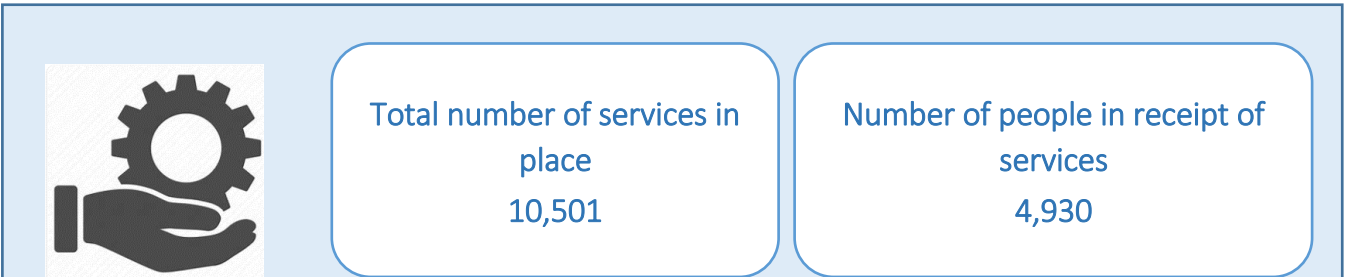 Total number of services in
place
10,501
Number of people in receipt of
services
4,930